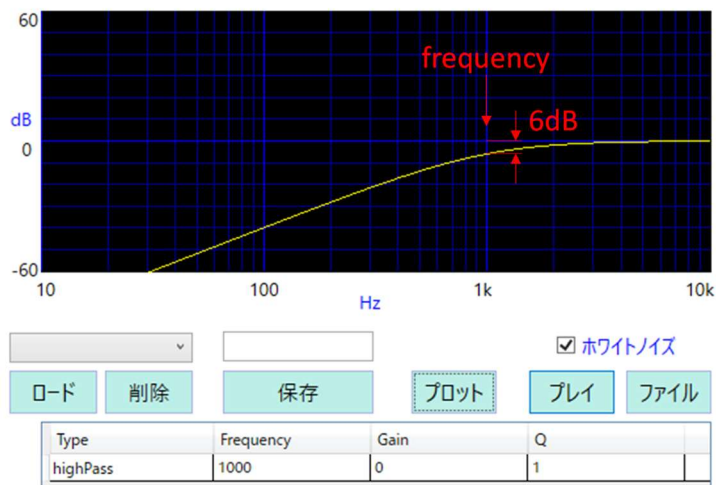 60
frequency
6dB
dB
0
-60
10
100
1k
10k
Hz
ホワイトノイズ
ロード
削除
保存
プロット
プレイ
ファイル
Type Frequency Gain Q
highPass 1000 0 1